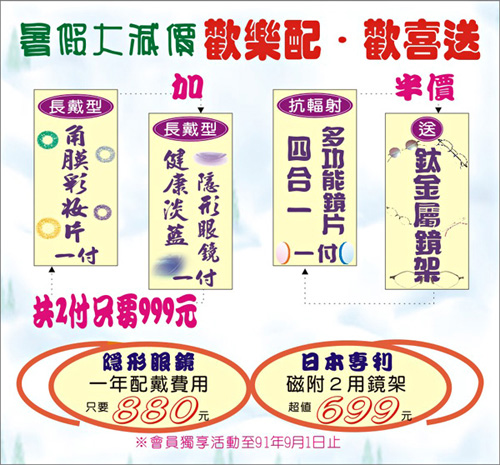 暑假大減價 歡樂配·歡喜送
加
半價
長戴型
角膜彩妝片
一付
長戴型
隱形眼鏡
健康淡藍
一付
抗輻射
多功能鏡片
四合一
一付
送
鈦金屬鏡架
共2付只需999元
隱形眼鏡
一年配戴費用
只要880元
日本專利
磁附2用鏡架
超值699元
※會員獨享活動至91年9月1日止